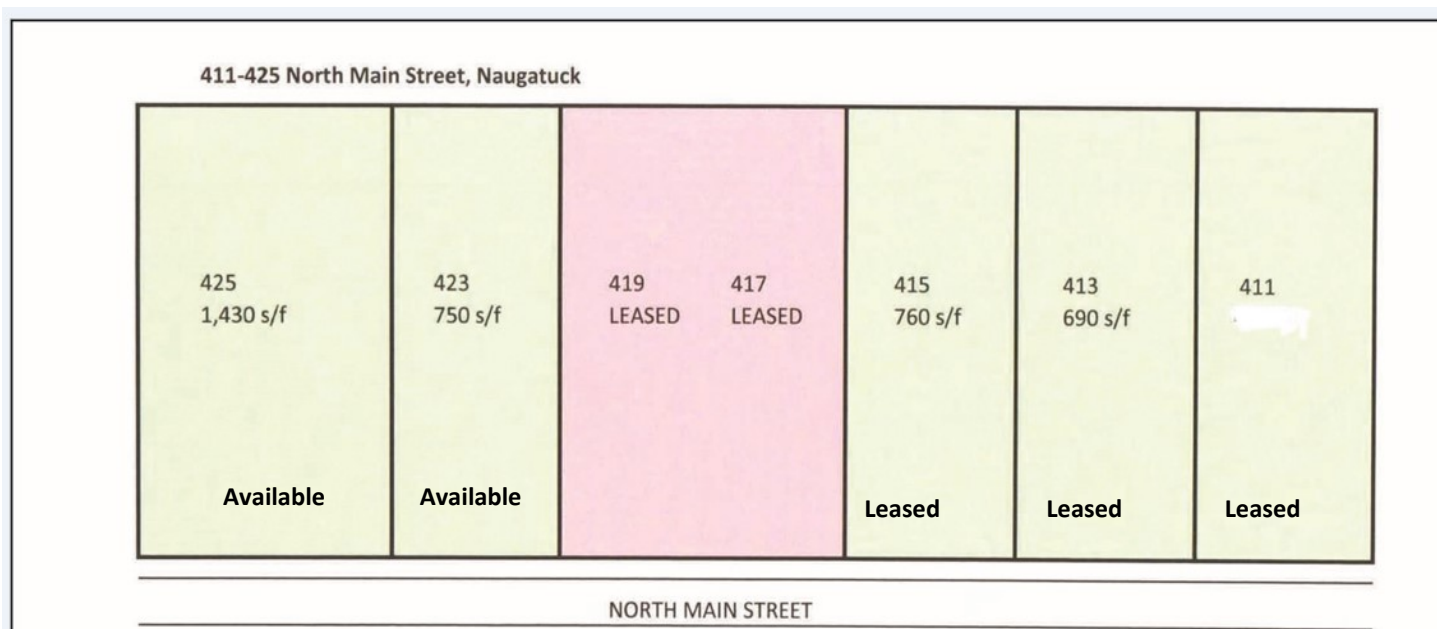 411-425 North Main Street, Naugatuck
425
1,430 s/f
Available
423
750 s/f
Available
419
LEASED
417
LEASED
415
760 s/f
Leased
413
690 s/f
Leased
411
Leased
NORTH MAIN STREET